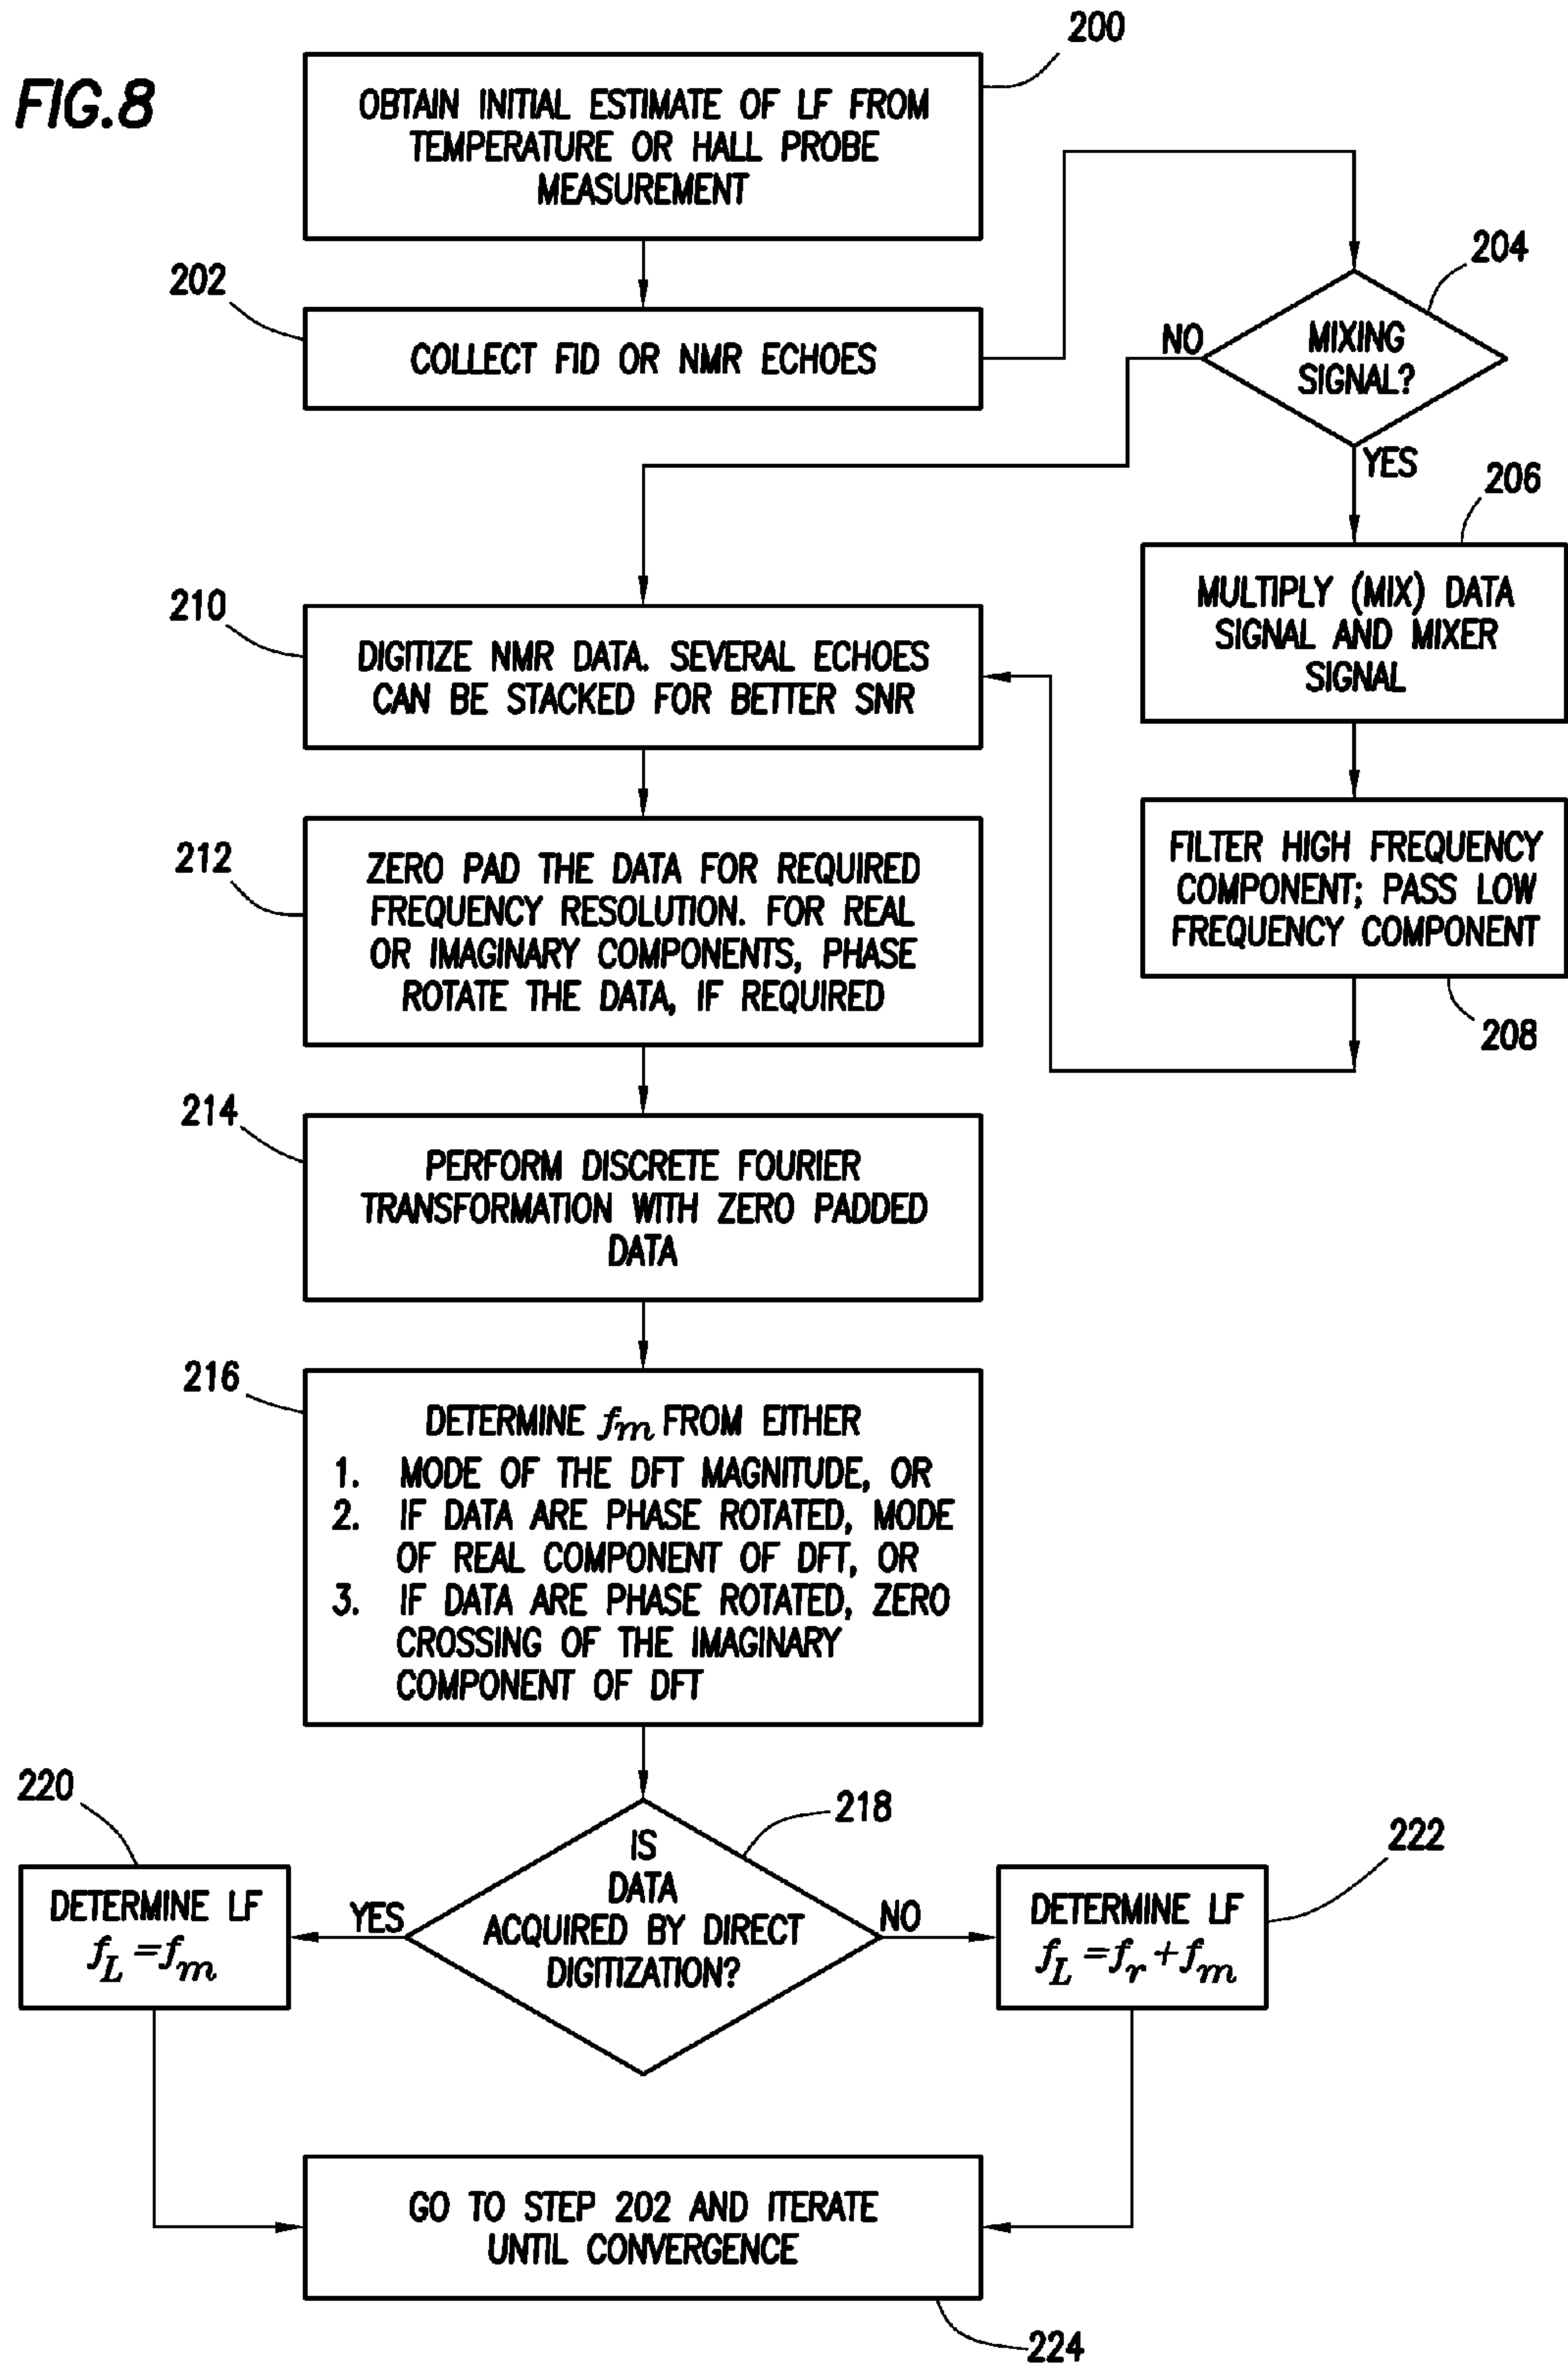 FIG.8
200
OBTAIN INITIAL ESTIMATE OF LF FROM
TEMPERATURE OR HALL PROBE
MEASUREMENT
202
COLLECT FID OR NMR ECHOES
204
MIXING
SIGNAL?
NO
YES
206
MULTIPLY (MIX) DATA
SIGNAL AND MIXER
SIGNAL
FILTER HIGH FREQUENCY
COMPONENT; PASS LOW
FREQUENCY COMPONENT
208
210
DIGITIZE NMR DATA. SEVERAL ECHOES
CAN BE STACKED FOR BETTER SNR
212
ZERO PAD THE DATA FOR REQUIRED
FREQUENCY RESOLUTION. FOR REAL
OR IMAGINARY COMPONENTS, PHASE
ROTATE THE DATA, IF REQUIRED
214
PERFORM DISCRETE FOURIER
TRANSFORMATION WITH ZERO PADDED
DATA
216
DETERMINE fm FROM EITHER
1. MODE OF THE DFT MAGNITUDE, OR
2. IF DATA ARE PHASE ROTATED, MODE
OF REAL COMPONENT OF DFT, OR
3. IF DATA ARE PHASE ROTATED, ZERO
CROSSING OF THE IMAGINARY
COMPONENT OF DFT
218
IS
DATA
ACQUIRED BY DIRECT
DIGITIZATION?
YES
NO
220
DETERMINE LF
fL=fm
222
DETERMINE LF
fL=fr+fm
GO TO STEP 202 AND ITERATE
UNTIL CONVERGENCE
224